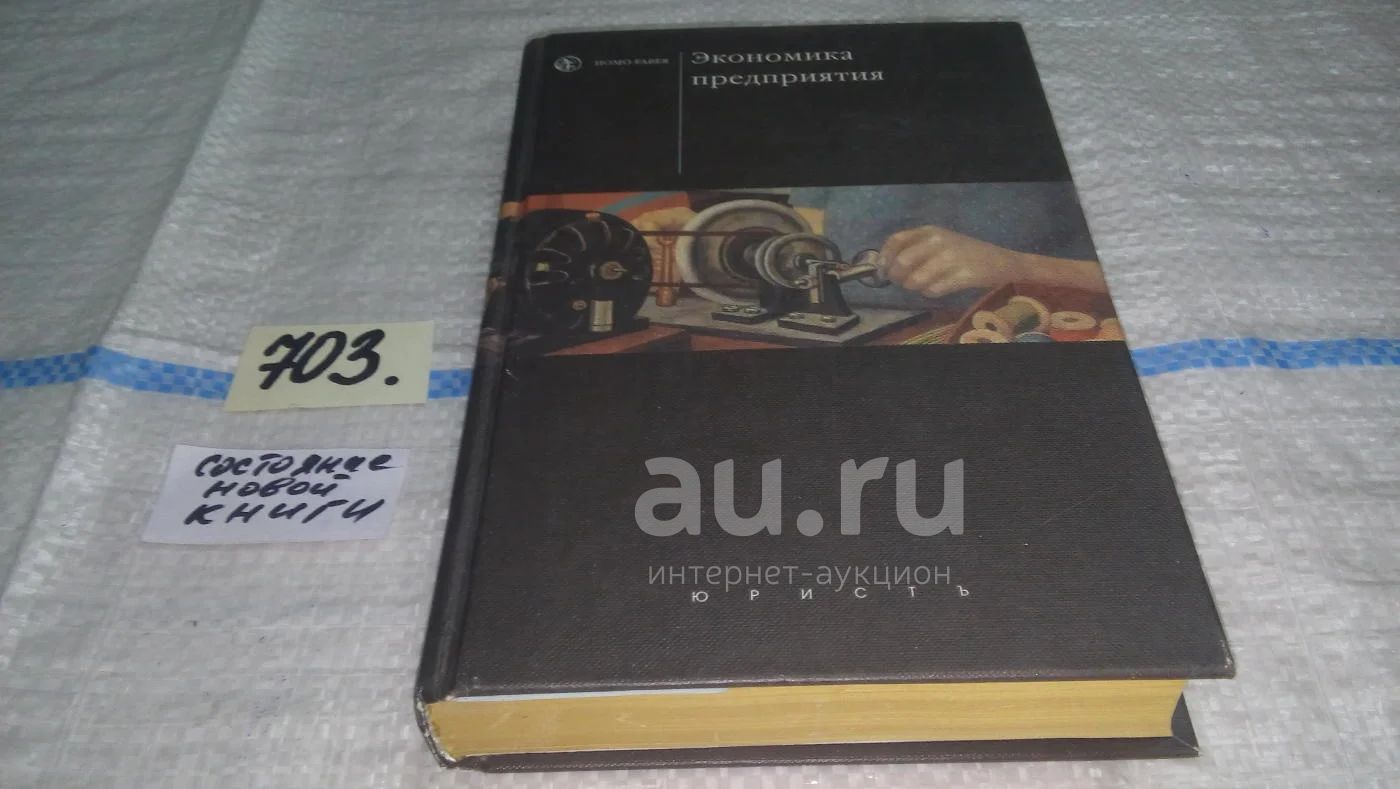 HOMO FABER
Экономика
предприятия
703.
состояние
новой
книги
au.ru
интернет-аукцион
ЮРИСТЪ